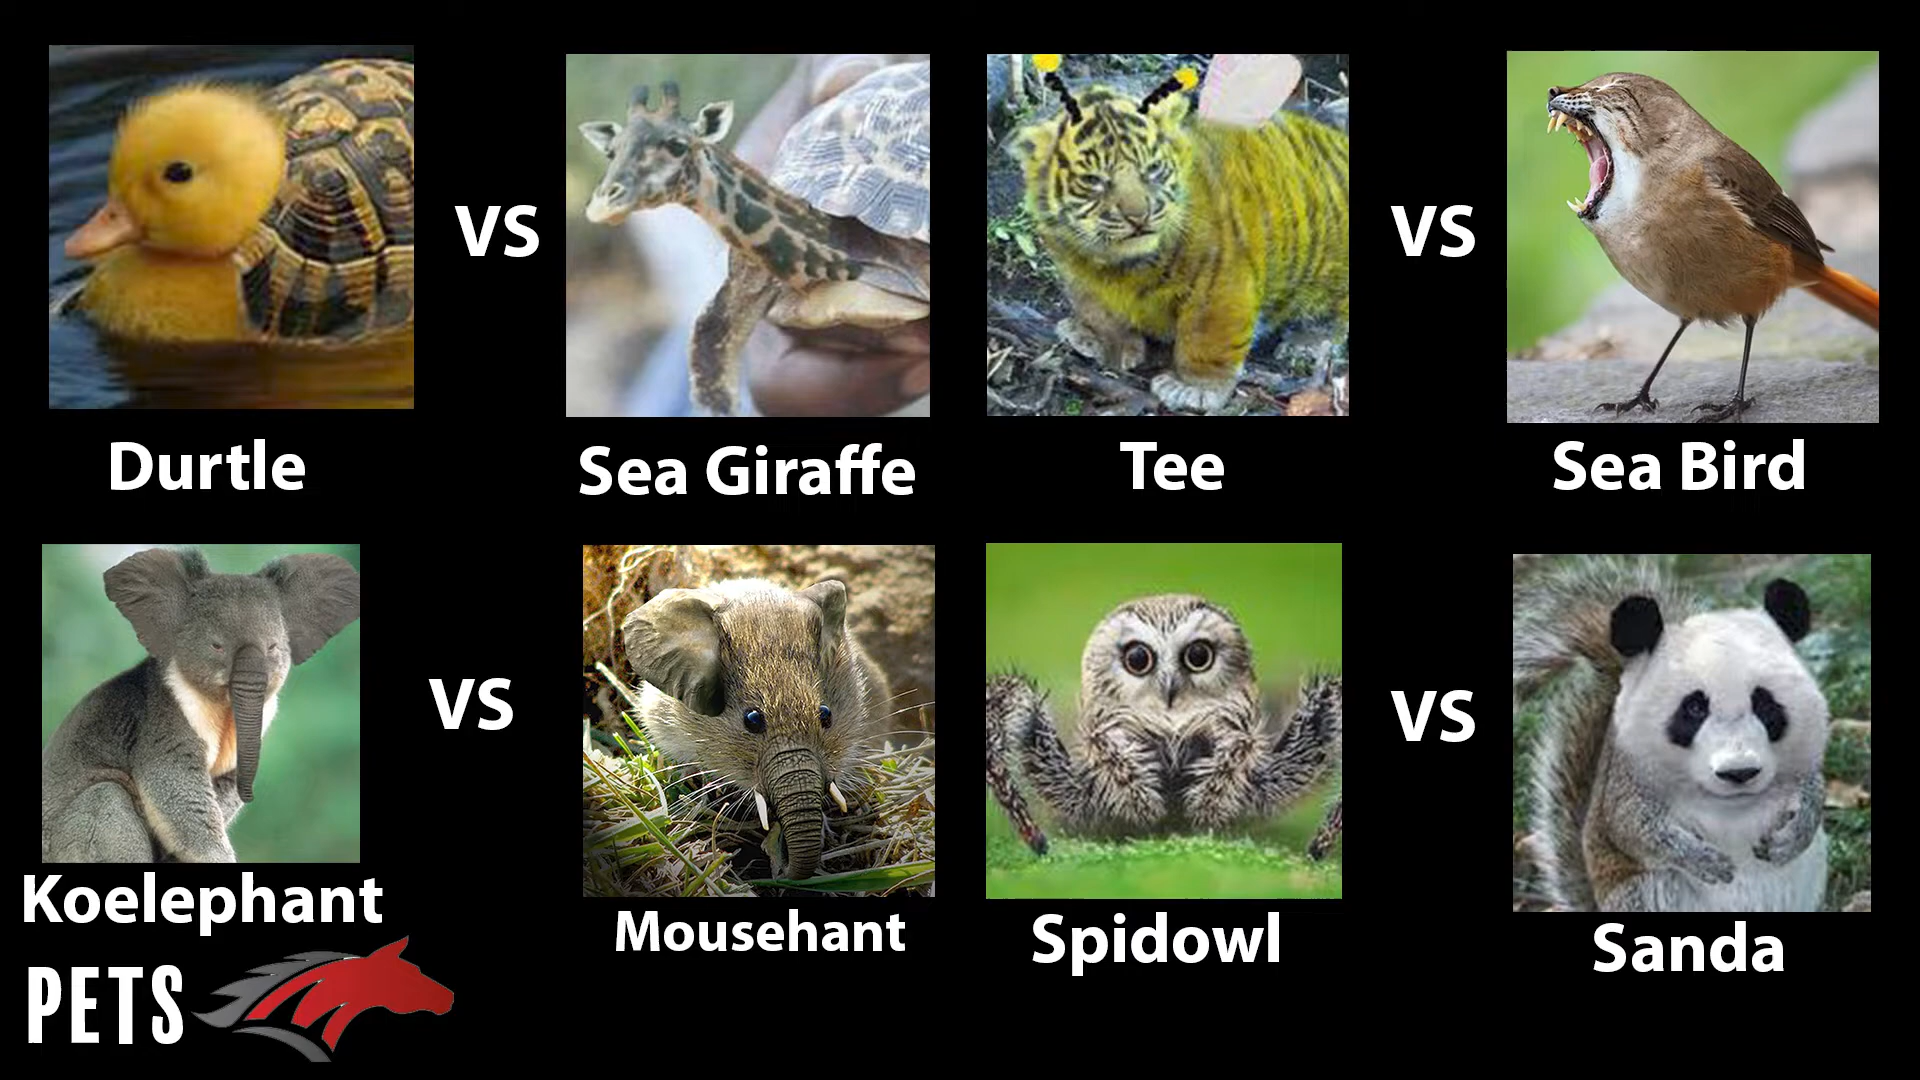 VS
VS
Durtle
Sea Giraffe
Tee
Sea Bird
VS
VS
Koelephant
Mousehant
Spidowl
Sanda
PETS